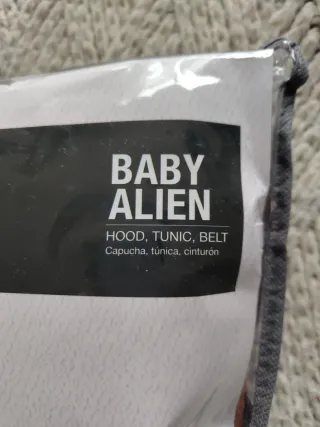 BABY
ALIEN
HOOD, TUNIC, BELT
Capucha, túnica, cinturón